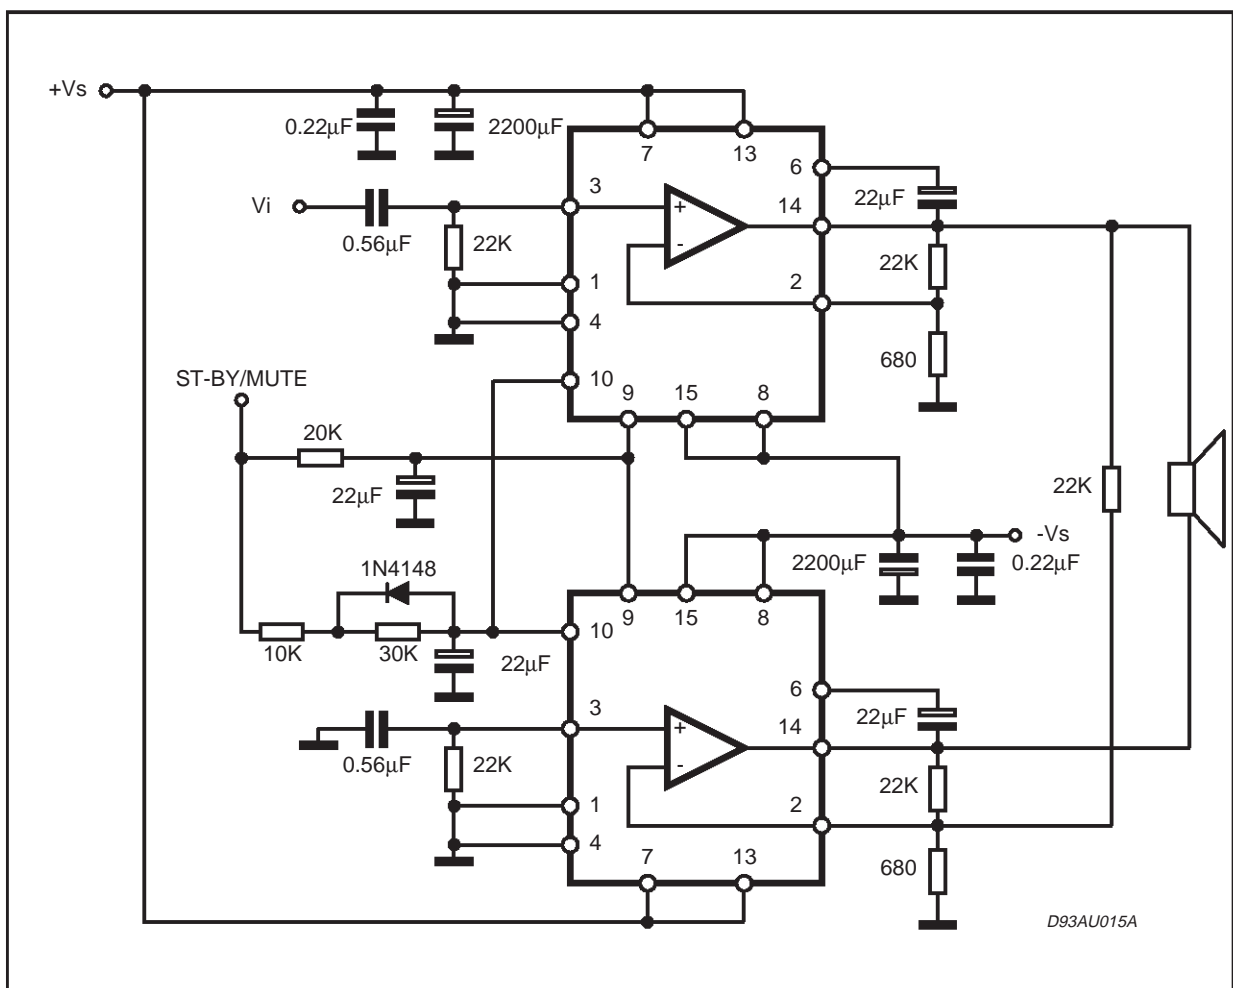 +Vs
0.22µF
2200µF
7
13
6
3
22µF
Vi
14
+
0.56µF
22K
-
22K
1
2
4
680
ST-BY/MUTE
10
9
15
8
20K
22µF
22K
-Vs
2200µF
0.22µF
1N4148
9
15
8
10
10K
30K
22µF
6
3
22µF
14
+
0.56µF
22K
-
22K
1
2
4
7
13
680
D93AU015A